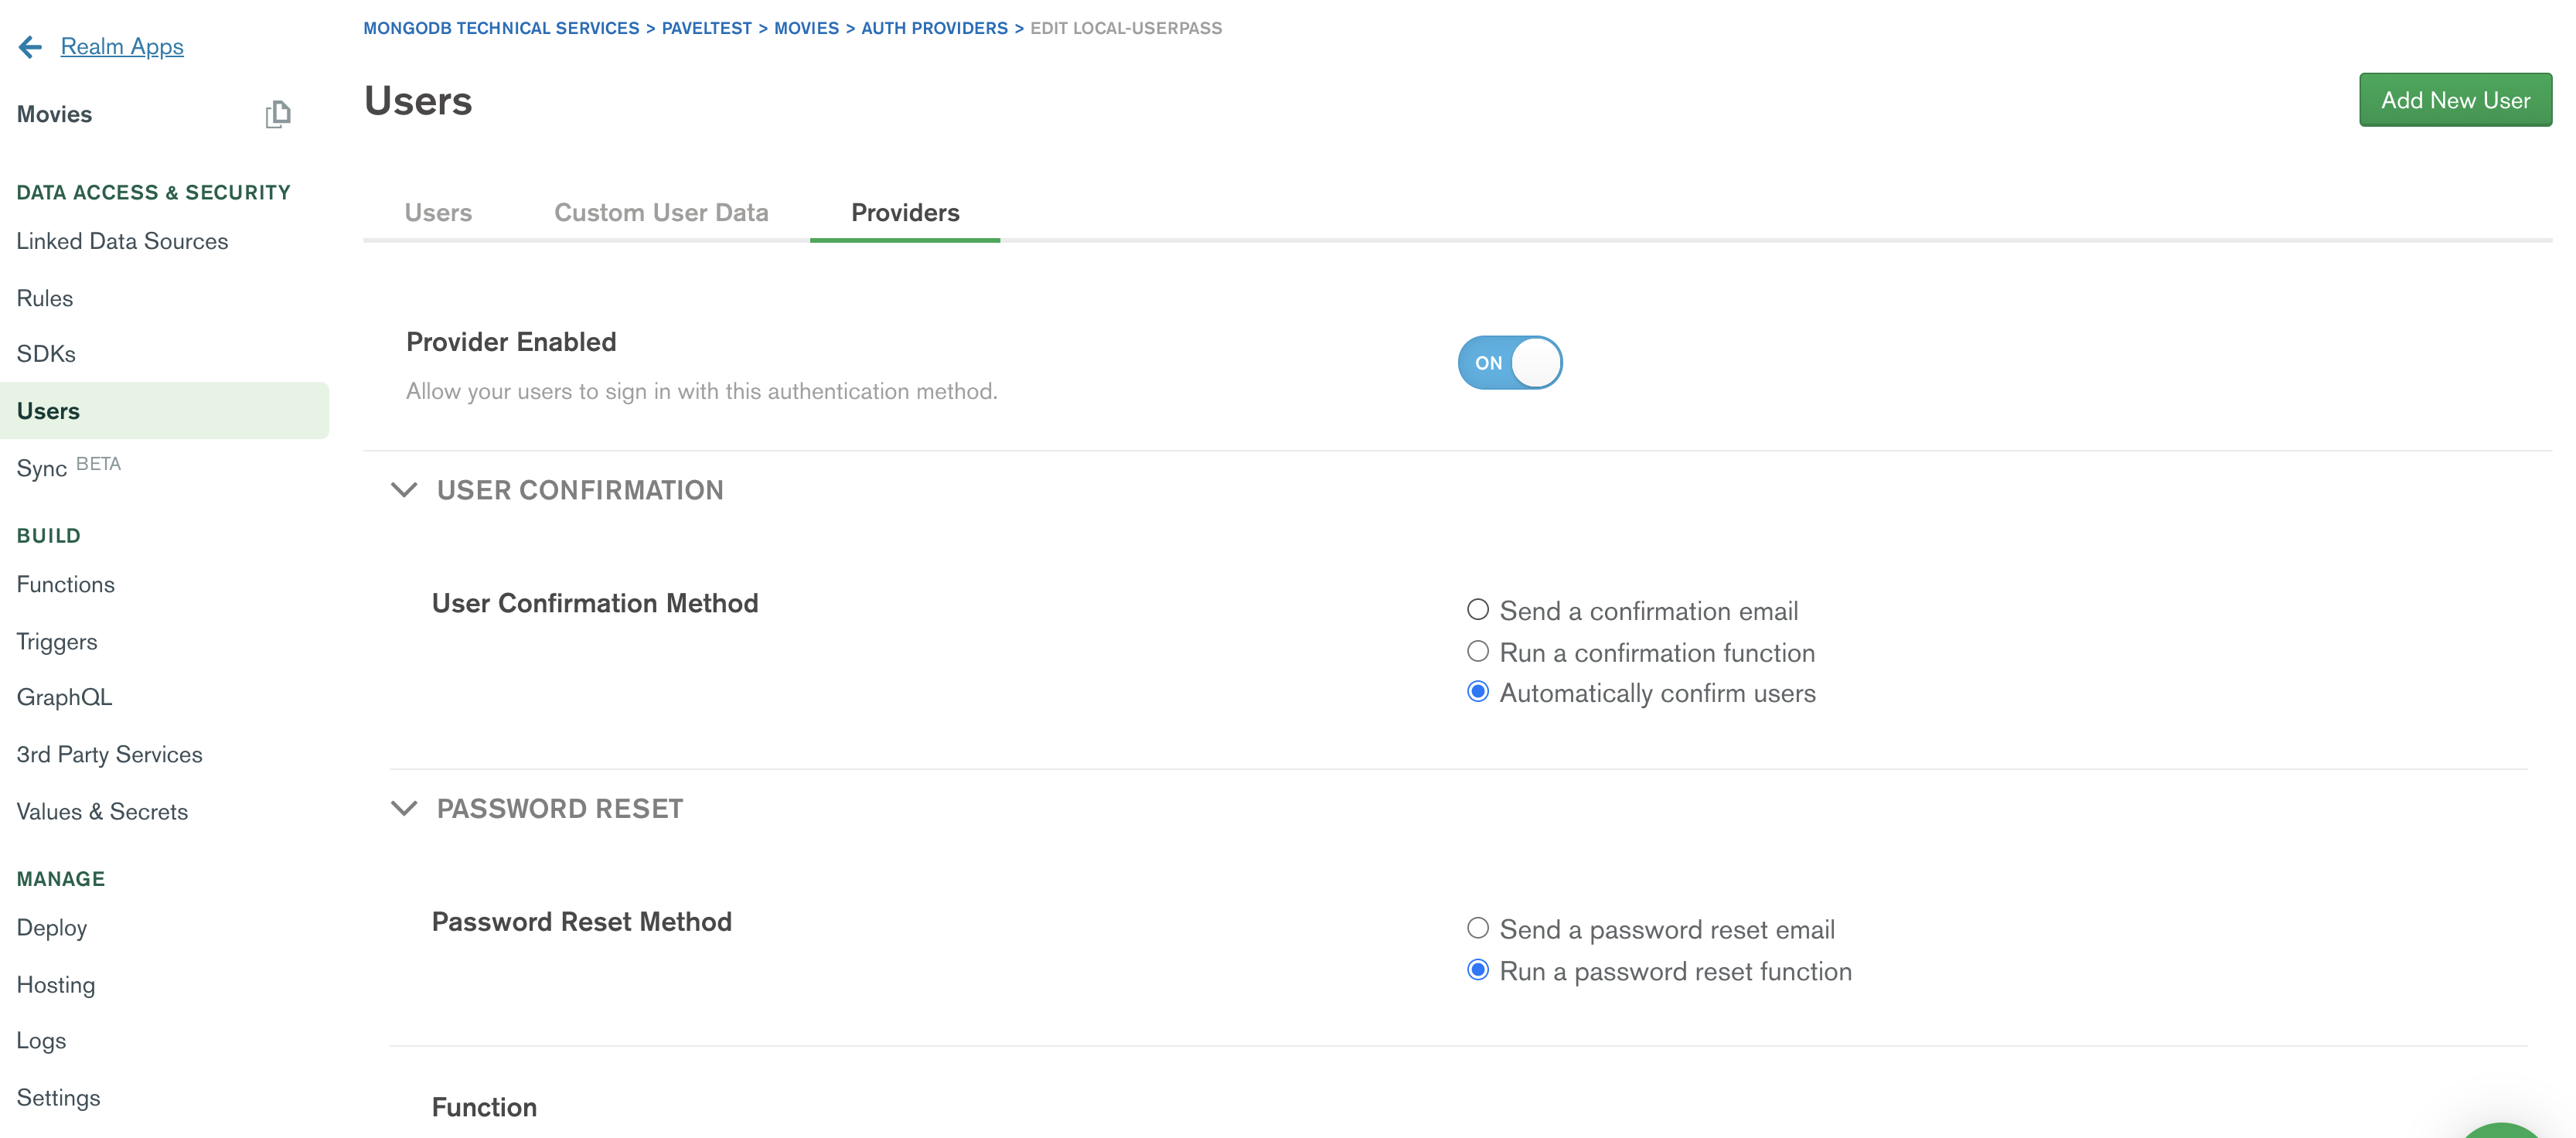 Realm Apps
Movies
DATA ACCESS & SECURITY
Linked Data Sources
Rules
SDKs
Users
Sync BETA
BUILD
Functions
Triggers
GraphQL
3rd Party Services
Values & Secrets
MANAGE
Deploy
Hosting
Logs
Settings
MONGODB TECHNICAL SERVICES > PAVELTEST > MOVIES > AUTH PROVIDERS > EDIT LOCAL-USERPASS
Users
Add New User
Users Custom User Data Providers
Provider Enabled
ON
Allow your users to sign in with this authentication method.
USER CONFIRMATION
User Confirmation Method
Send a confirmation email
Run a confirmation function
Automatically confirm users
PASSWORD RESET
Password Reset Method
Send a password reset email
Run a password reset function
Function